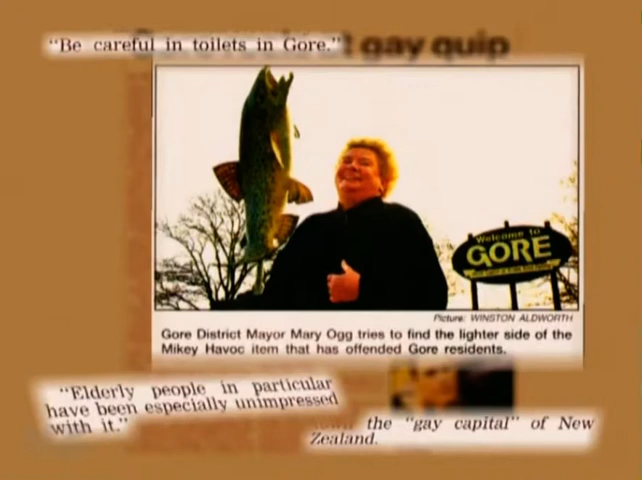 "Be careful in toilets in Gore."
gay quip
Welcome to
GORE
Picture: WINSTON ALDWORTH
Gore District Mayor Mary Ogg tries to find the lighter side of the
Mikey Havoc item that has offended Gore residents.
"Elderly people in particular
have been especially unimpressed
with it."
the "gay capital" of New
Zealand.